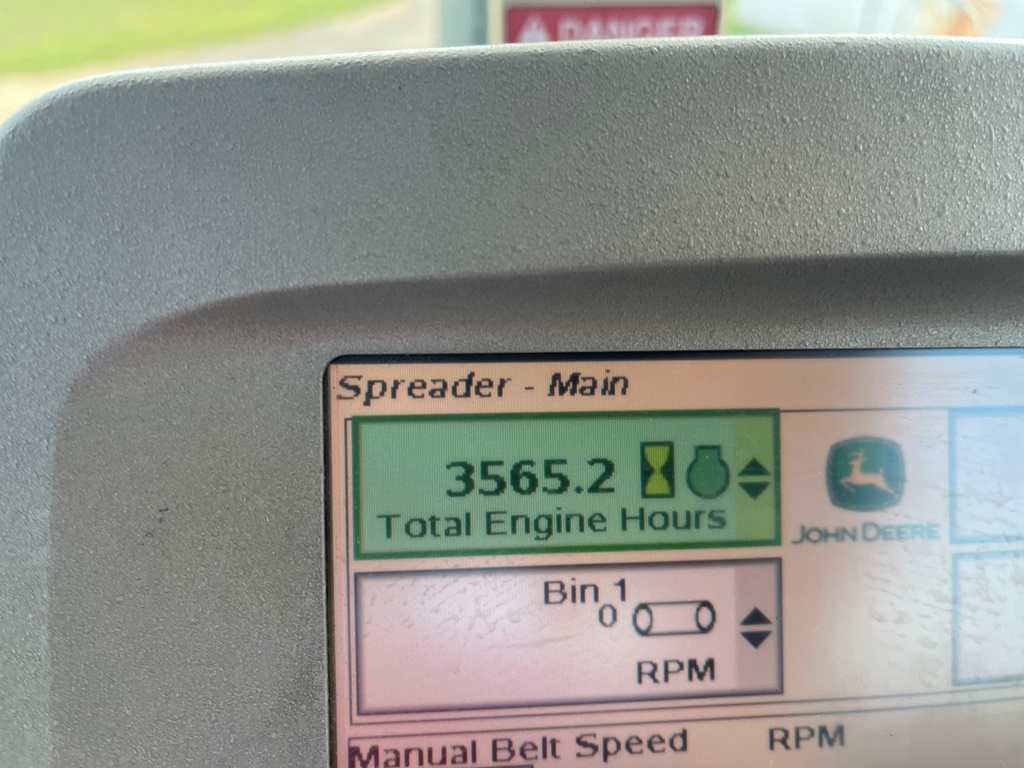 DANGER
Spreader - Main
3565.2
Total Engine Hours
JOHN DEERE
Bin 1
0
RPM
Manual Belt Speed RPM